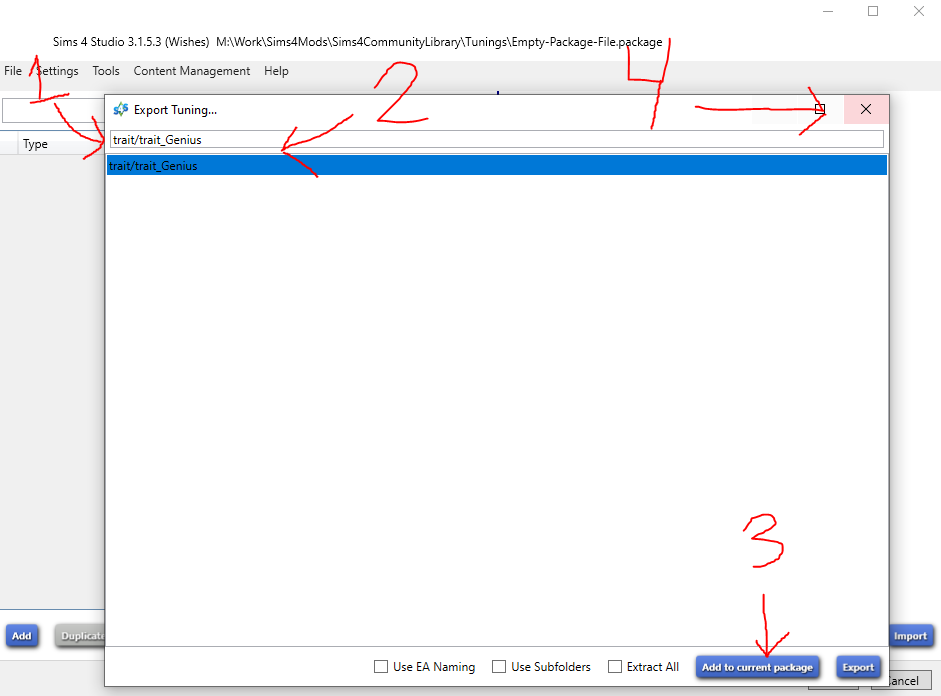 Sims 4 Studio 3.1.5.3 (Wishes) M:\Work\Sims4Mods\Sims4CommunityLibrary\Tunings\Empty-Package-File.package
File Settings Tools Content Management Help
1
2
4
Export Tuning...
trait/trait_Genius
Type
trait/trait_Genius
3
Add Duplicate Import
Use EA Naming Use Subfolders Extract All Add to current package Export
Cancel